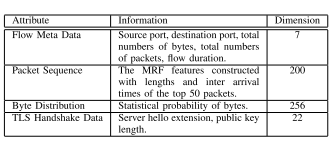 Attribute Information Dimension
Flow Meta Data Source port, destination port, total 7
numbers of bytes, total numbers
of packets, flow duration.
Packet Sequence The MRF features constructed 200
with lengths and inter arrival
times of the top 50 packets.
Byte Distribution Statistical probability of bytes. 256
TLS Handshake Data Server hello extension, public key 22
length.